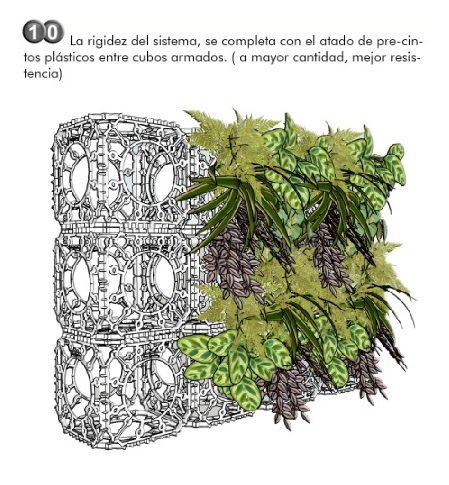 10 La rigidez del sistema, se completa con el atado de pre-cin-
tos plásticos entre cubos armados. ( a mayor cantidad, mejor resis-
tencia)